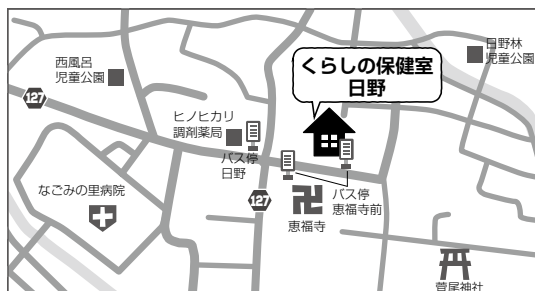 西風呂
児童公園
127
くらしの保健室
日野
日野林
児童公園
ヒノヒカリ
調剤薬局
バス停
日野
なごみの里病院
127
恵福寺
バス停
恵福寺前
菅尾神社